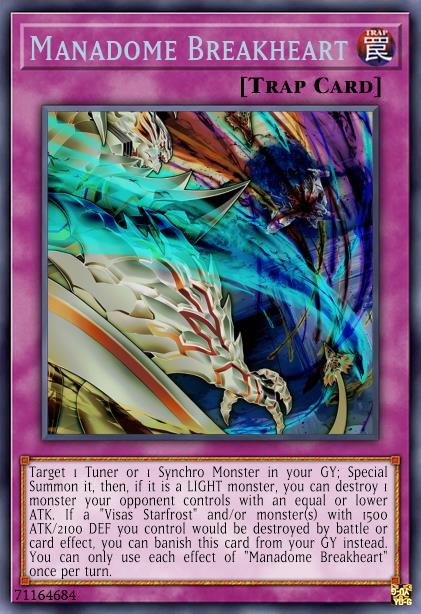 Manadome Breakheart
TRAP
罠
[Trap Card]
Target 1 Tuner or 1 Synchro Monster in your GY; Special
Summon it, then, if it is a LIGHT monster, you can destroy 1
monster your opponent controls with an equal or lower
ATK. If a "Visas Starfrost" and/or monster(s) with 1500
ATK/2100 DEF you control would be destroyed by battle or
card effect, you can banish this card from your GY instead.
You can only use each effect of "Manadome Breakheart"
once per turn.
71164684